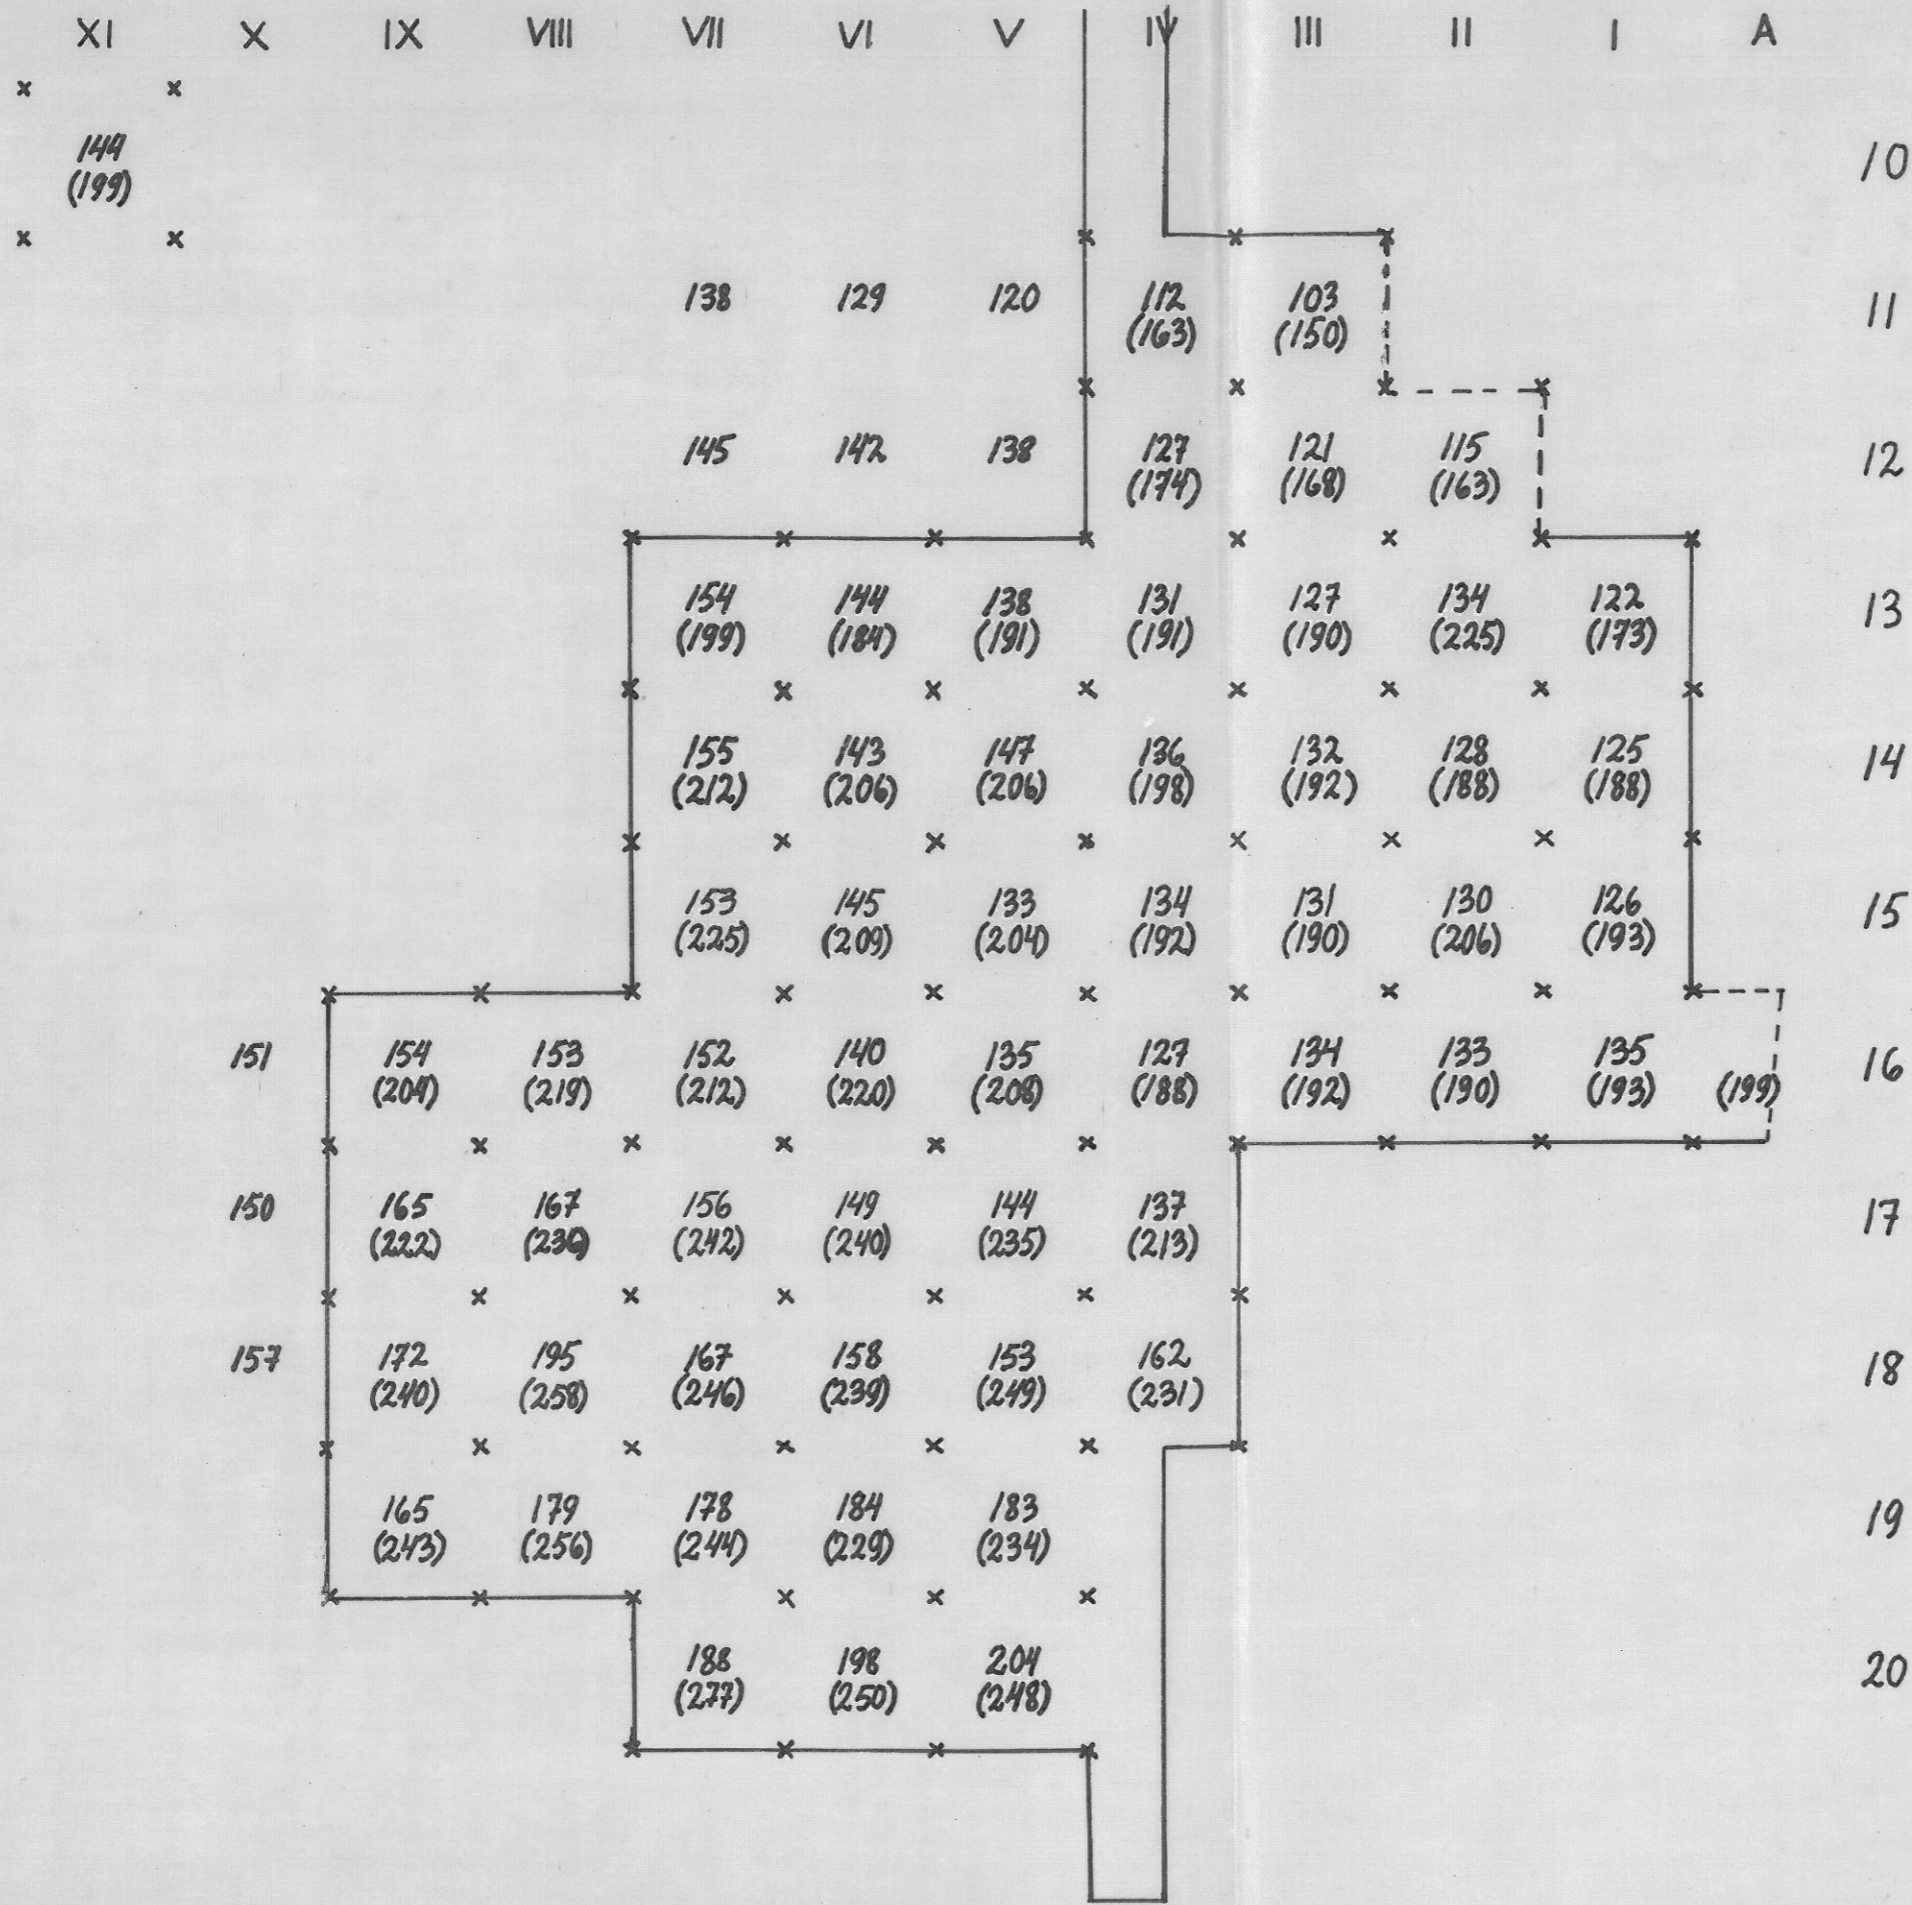 XI X IX VIII VII VI V IV III II I A
144 10
(199)
138 129 120 112 103 11
(163) (150)
145 142 138 127 121 115 12
(174) (168) (163)
154 144 138 131 127 134 122 13
(199) (184) (191) (191) (190) (225) (173)
155 143 147 136 132 128 125 14
(212) (206) (206) (198) (192) (188) (188)
153 145 133 134 131 130 126 15
(225) (209) (204) (192) (190) (206) (193)
151 154 153 152 140 135 127 134 133 135 16
(204) (219) (212) (220) (208) (188) (192) (190) (193) (199)
150 165 167 156 149 144 137 17
(222) (236) (242) (240) (235) (213)
157 172 195 167 158 153 162 18
(240) (258) (246) (239) (249) (231)
165 179 178 184 183 19
(243) (256) (244) (229) (234)
188 198 204 20
(277) (250) (248)